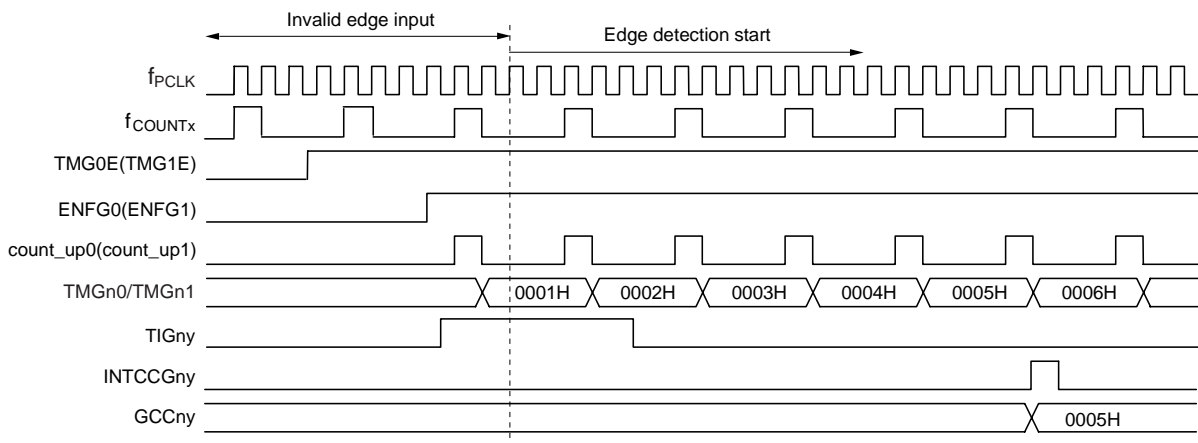 Invalid edge input
Edge detection start
fPCLK
fCOUNTx
TMG0E(TMG1E)
ENFG0(ENFG1)
count_up0(count_up1)
TMGn0/TMGn1 0001H 0002H 0003H 0004H 0005H 0006H
TIGny
INTCCGny
GCCny 0005H